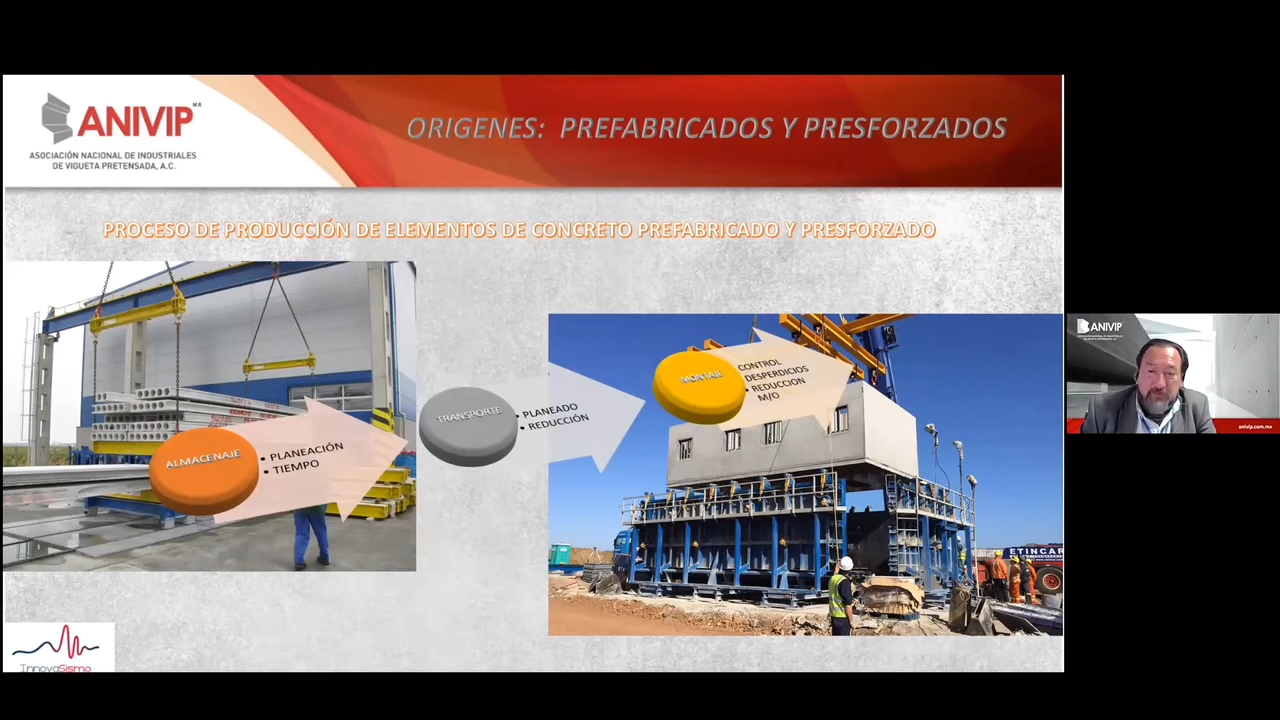 ANIVIP
M.R
ASOCIACIÓN NACIONAL DE INDUSTRIALES
DE VIGUETA PRETENSADA, A.C.
ORIGENES: PREFABRICADOS Y PRESFORZADOS
PROCESO DE PRODUCCIÓN DE ELEMENTOS DE CONCRETO PREFABRICADO Y PRESFORZADO
ALMACENAJE
• PLANEACIÓN
• TIEMPO
TRANSPORTE
• PLANEADO
• REDUCCIÓN
MONTAJE
CONTROL
DESPERDICIOS
• REDUCCION
M/O
ETINCAR
InnovaSismo
ANIVIP
anivip.com.mx